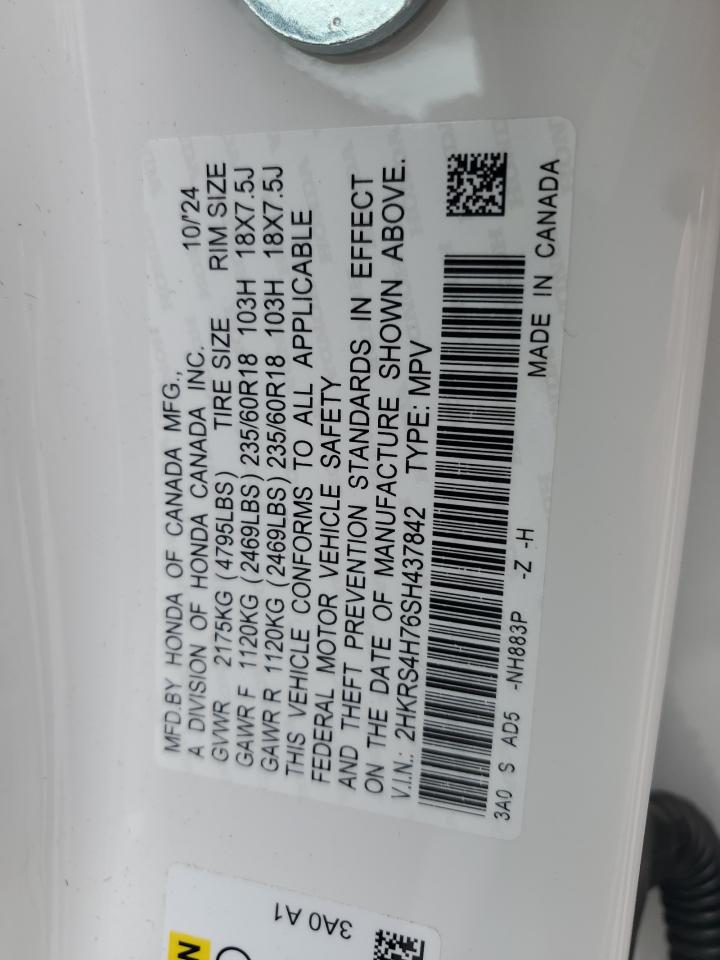 MFD.BY HONDA OF CANADA MFG.,
A DIVISION OF HONDA CANADA INC. 10/'24
GVWR 2175KG (4795LBS) TIRE SIZE RIM SIZE
GAWR F 1120KG (2469LBS) 235/60R18 103H 18X7.5J
GAWR R 1120KG (2469LBS) 235/60R18 103H 18X7.5J
THIS VEHICLE CONFORMS TO ALL APPLICABLE
FEDERAL MOTOR VEHICLE SAFETY
AND THEFT PREVENTION STANDARDS IN EFFECT
ON THE DATE OF MANUFACTURE SHOWN ABOVE.
V.I.N.: 2HKRS4H76SH437842 TYPE: MPV
3A0 S AD5 -NH883P -Z -H
MADE IN CANADA
3A0 A1